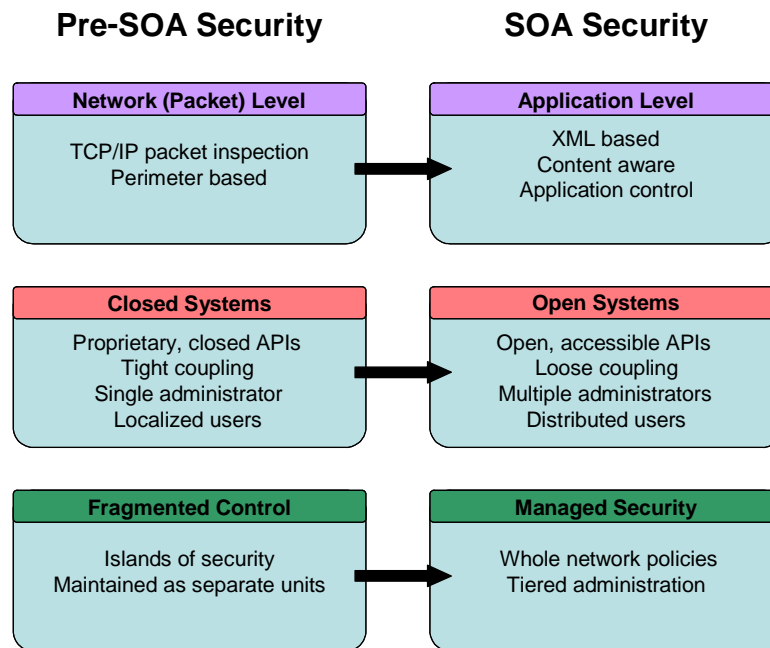 Pre-SOA Security
SOA Security
Network (Packet) Level
TCP/IP packet inspection
Perimeter based
Application Level
XML based
Content aware
Application control
Closed Systems
Proprietary, closed APIs
Tight coupling
Single administrator
Localized users
Open Systems
Open, accessible APIs
Loose coupling
Multiple administrators
Distributed users
Fragmented Control
Islands of security
Maintained as separate units
Managed Security
Whole network policies
Tiered administration